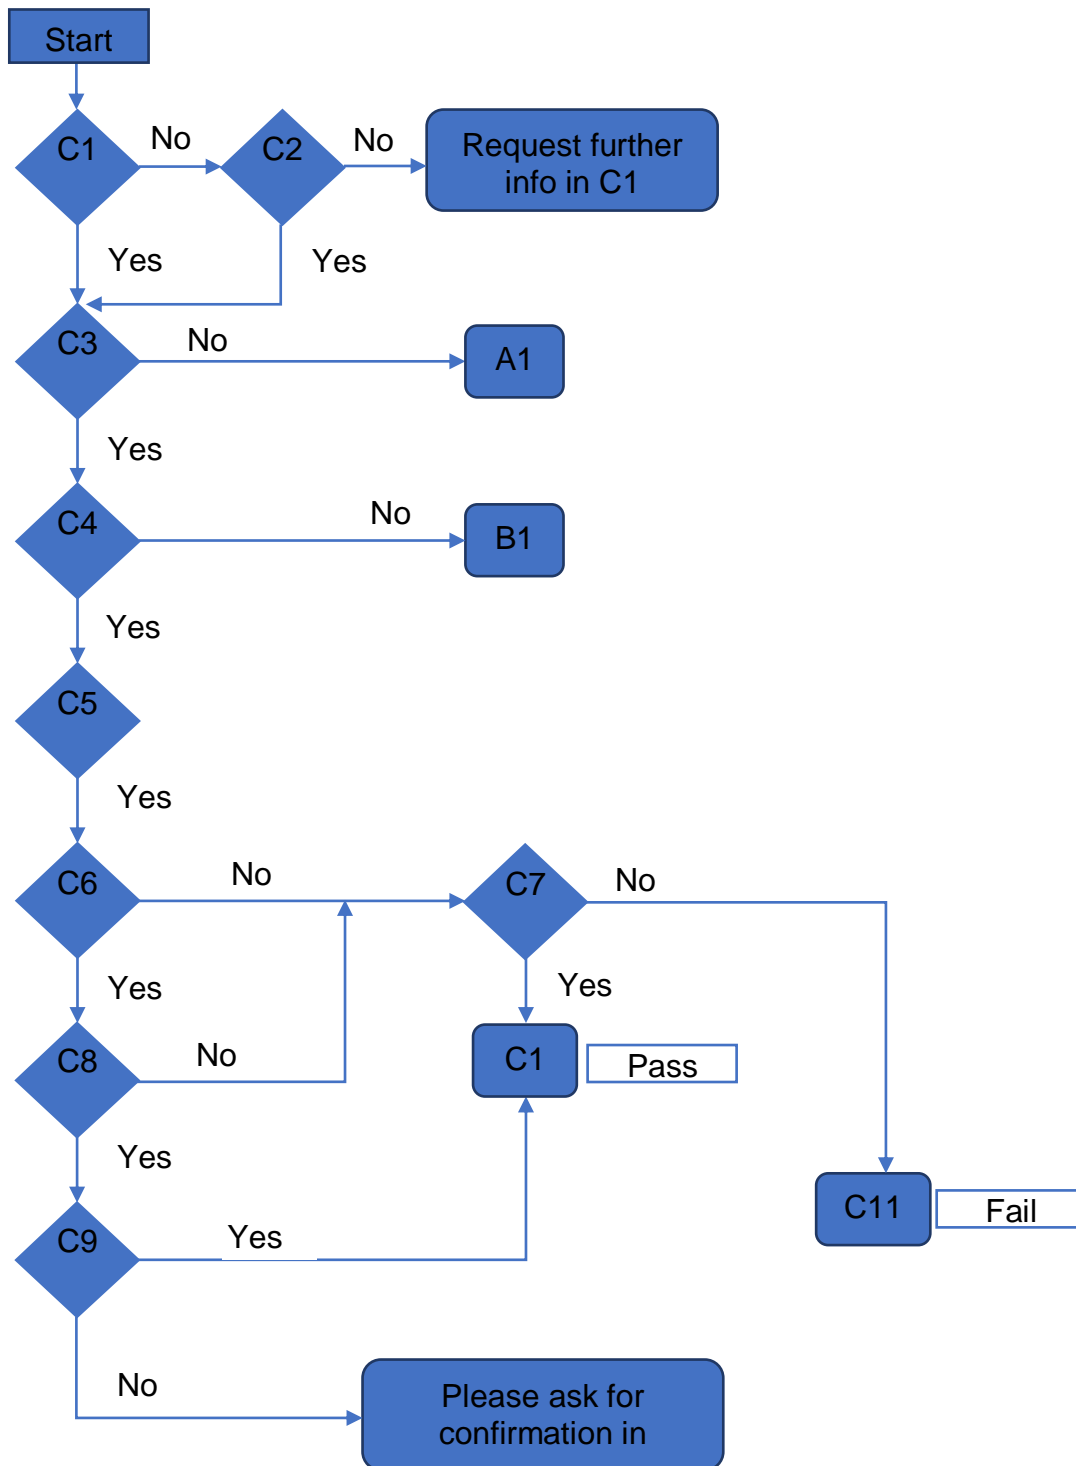 Start
C1
No
C2
No
Request further
info in C1
Yes
Yes
C3
No
A1
Yes
C4
No
B1
Yes
C5
Yes
C6
No
C7
No
Yes
Yes
C8
No
C1
Pass
Yes
C9
Yes
C11
Fail
No
Please ask for
confirmation in